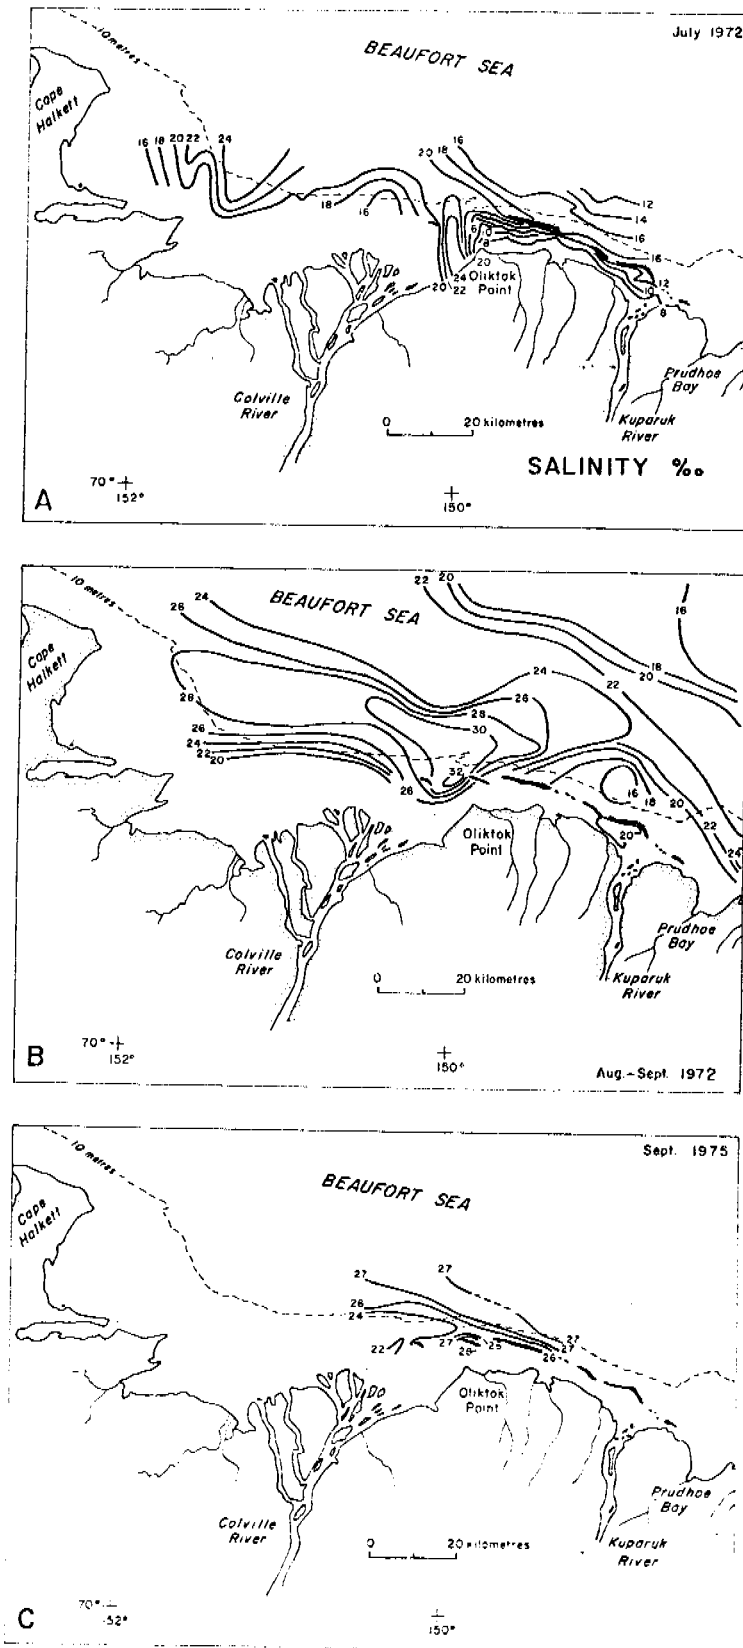 July 1972
BEAUFORT SEA
10 metres
Cape
Halkett
16 18 20 22 24
20 18 16
12
14
16
18
16
16
6
10
8
12
10
8
20
24
20 22
Oliktok
Point
Colville
River
0 20 kilometres
Prudhoe
Bay
Kuparuk
River
SALINITY ‰
70°
152°
150°
A
10 metres
BEAUFORT SEA
24
26
22 20
16
Cape
Halkett
18
20
24
22
26
28
28
30
26
24
22
20
32
26
16
18
20
22
24
20
Oliktok
Point
Colville
River
Prudhoe
Bay
0 20 kilometres
Kuparuk
River
70°
152°
150°
B
Aug.-Sept. 1972
Sept. 1975
10 metres
BEAUFORT SEA
Cape
Halkett
27
27
26
24
27
27
22
27
25
26
Oliktok
Point
Colville
River
Prudhoe
Bay
0 20 kilometres
Kuparuk
River
70°
150°
C